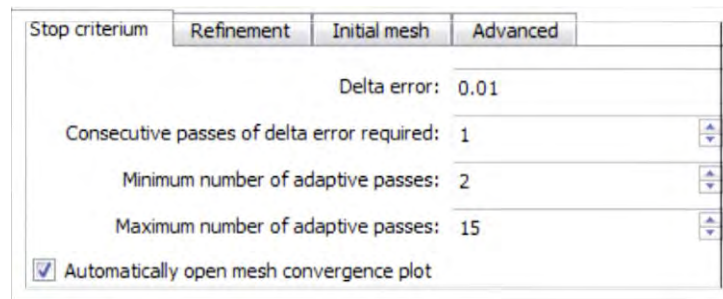 Stop criterium Refinement Initial mesh Advanced
Delta error: 0.01
Consecutive passes of delta error required: 1
Minimum number of adaptive passes: 2
Maximum number of adaptive passes: 15
Automatically open mesh convergence plot